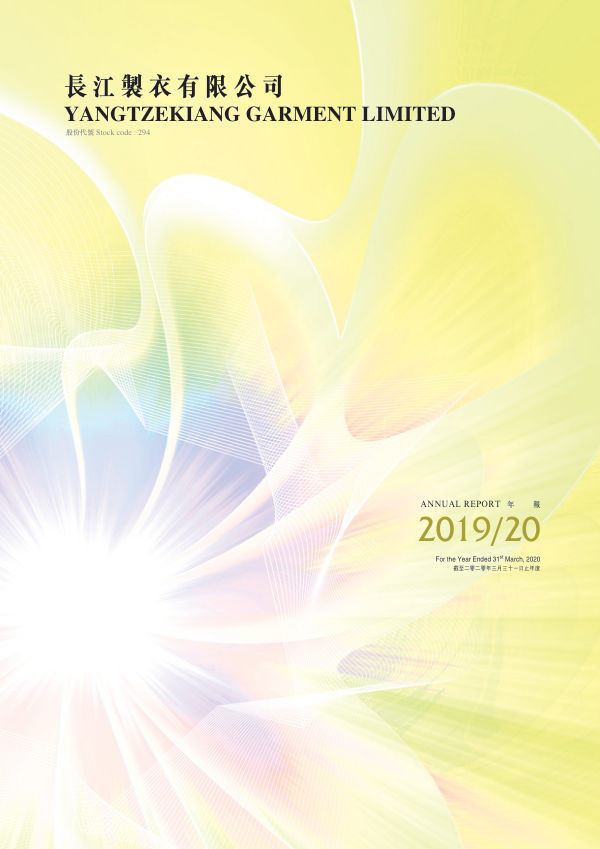 長江製衣有限公司
YANGTZEKIANG GARMENT LIMITED
股份代號 Stock code : 294
ANNUAL REPORT 年 報
2019/20
For the Year Ended 31st March, 2020
截至二零二零年三月三十一日止年度